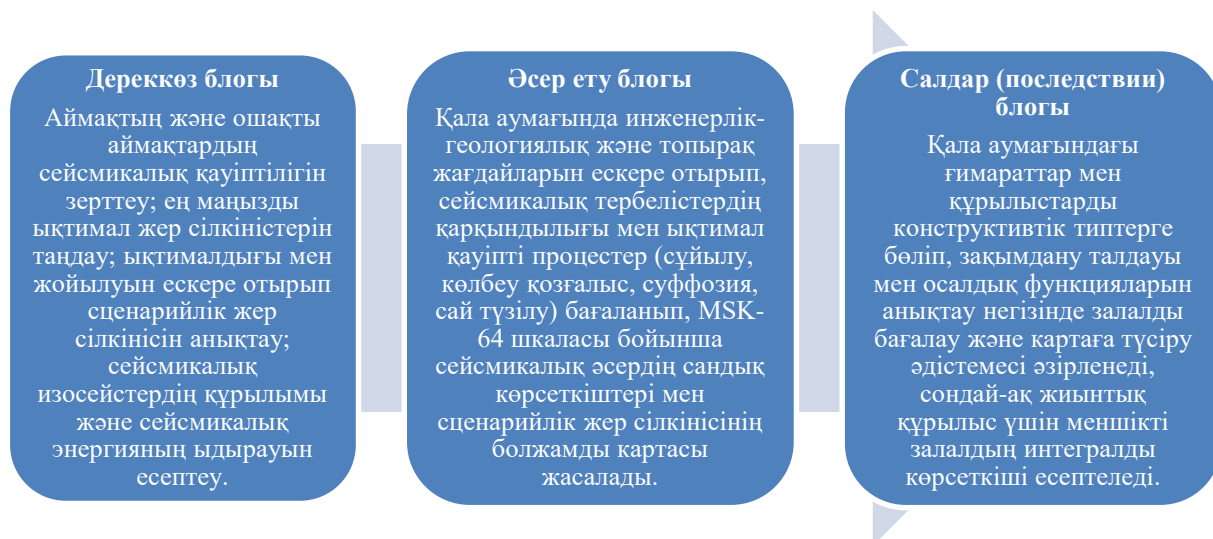 Дереккөз блогы
Аймақтың және ошақты
аймақтардың
сейсмикалық қауіптілігін
зерттеу; ең маңызды
ықтимал жер сілкіністерін
таңдау; ықтималдығы мен
жойылуын ескере отырып
сценарийлік жер
сілкінісін анықтау;
сейсмикалық
изосейстердің құрылымы
және сейсмикалық
энергияның ыдырауын
есептеу.
Әсер ету блогы
Қала аумағында инженерлік-
геологиялық және топырақ
жағдайларын ескере отырып,
сейсмикалық тербелістердің
қарқындылығы мен ықтимал
қауіпті процестер (сұйылу,
көлбеу қозғалыс, суффозия,
сай түзілу) бағаланып, MSK-
64 шкаласы бойынша
сейсмикалық әсердің сандық
көрсеткіштері мен
сценарийлік жер сілкінісінің
болжамды картасы
жасалады.
Салдар (последствии)
блогы
Қала аумағындағы
ғимараттар мен
құрылыстарды
конструктивтік типтерге
бөліп, зақымдану талдауы
мен осалдық функцияларын
анықтау негізінде залалды
бағалау және картаға түсіру
әдістемесі әзірленеді,
сондай-ақ жиынтық
құрылыс үшін меншікті
залалдың интегралды
көрсеткіші есептеледі.